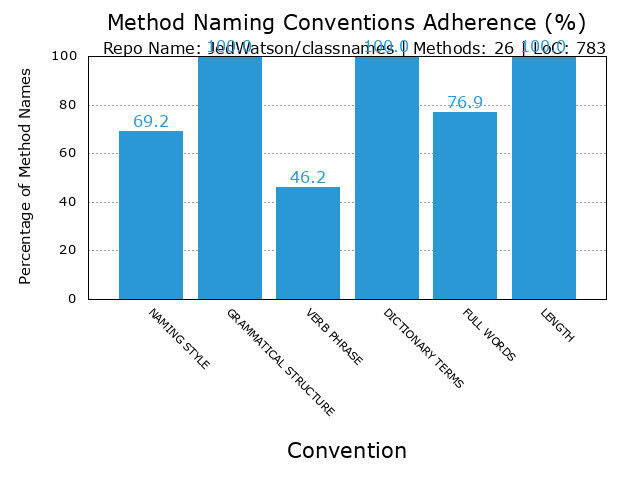 Method Naming Conventions Adherence (%)
Repo Name: JedWatson/classnames | Methods: 26 | LoC: 783
100.0 100.0 100.0
100
80
60
40
20
0
Percentage of Method Names
69.2
46.2
76.9
NAMING STYLE
GRAMMATICAL STRUCTURE
VERB PHRASE
DICTIONARY TERMS
FULL WORDS
LENGTH
Convention